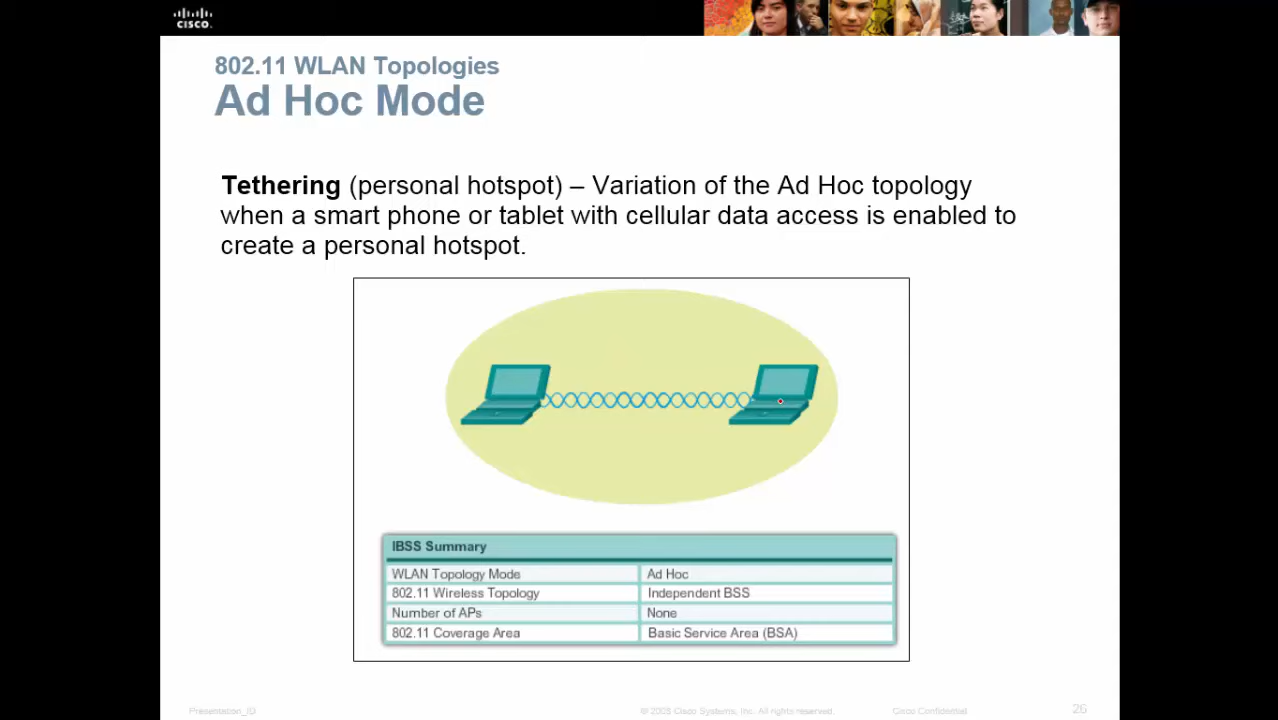 CISCO
802.11 WLAN Topologies
Ad Hoc Mode
Tethering (personal hotspot) – Variation of the Ad Hoc topology
when a smart phone or tablet with cellular data access is enabled to
create a personal hotspot.
IBSS Summary
WLAN Topology Mode Ad Hoc
802.11 Wireless Topology Independent BSS
Number of APs None
802.11 Coverage Area Basic Service Area (BSA)
Presentation_ID © 2008 Cisco Systems, Inc. All rights reserved. Cisco Confidential 26